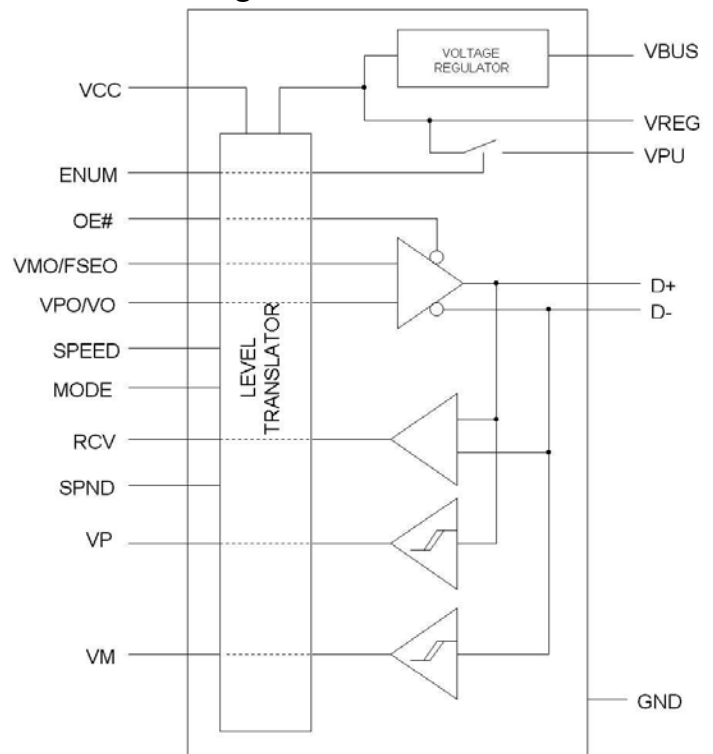 VOLTAGE
REGULATOR
VBUS
VCC
VREG
VPU
ENUM
OE#
VMO/FSEO
VPO/VO
D+
D-
SPEED
MODE
LEVEL
TRANSLATOR
RCV
SPND
VP
VM
GND